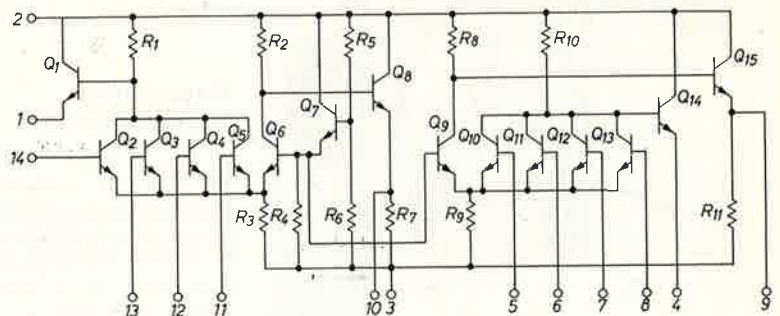 2 R1 R2 R5 R8 R10
Q1 Q8 Q15
Q7 Q14
1 Q2 Q3 Q4 Q5 Q6 Q9 Q10 Q11 Q12 Q13
14
R3 R4 R6 R7 R9 R11
13 12 11 10 3 5 6 7 8 4 9